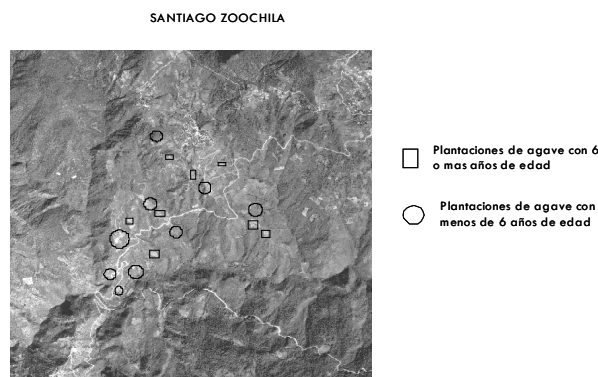 SANTIAGO ZOOCHILA
Plantaciones de agave con 6
o mas años de edad
Plantaciones de agave con
menos de 6 años de edad